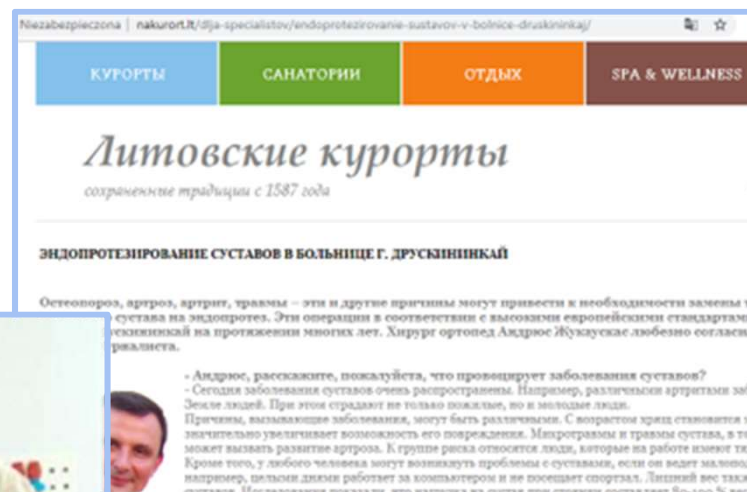 Niezabezpieczona | nakurort.lt/dlja-specialistov/endoprotezirovanie-sustavov-v-bolnice-druskininkaj/
КУРОРТЫ
САНАТОРИИ
ОТДЫХ
SPA & WELLNESS
Литовские курорты
сохраненные традиции с 1587 года
ЭНДОПРОТЕЗИРОВАНИЕ СУСТАВОВ В БОЛЬНИЦЕ Г. ДРУСКИНИНКАЙ
Остеопороз, артроз, артрит, травмы – эти и другие причины могут привести к необходимости замены
сустава на эндопротез. Эти операции в соответствии с высокими европейскими стандартами
на протяжении многих лет. Хирург ортопед Андрюс Жукаускас любезно
- Андрюс, расскажите, пожалуйста, что провоцирует заболевания суставов?
- Сегодня заболевания суставов очень распространены. Например, различными артритами
Земле людей. При этом страдают не только пожилые, но и молодые люди.
Причины, вызывающие заболевания, могут быть различными. С возрастом хрящ становится
значительно увеличивает возможность его повреждения. Микротравмы и травмы сустава, в
может вызвать развитие артроза. К группе риска относятся люди, которые на работе имеют
Кроме того, у любого человека могут возникнуть проблемы с суставами, если он ведет
например, целыми днями работает за компьютером и не посещает спортзал. Лишний вес